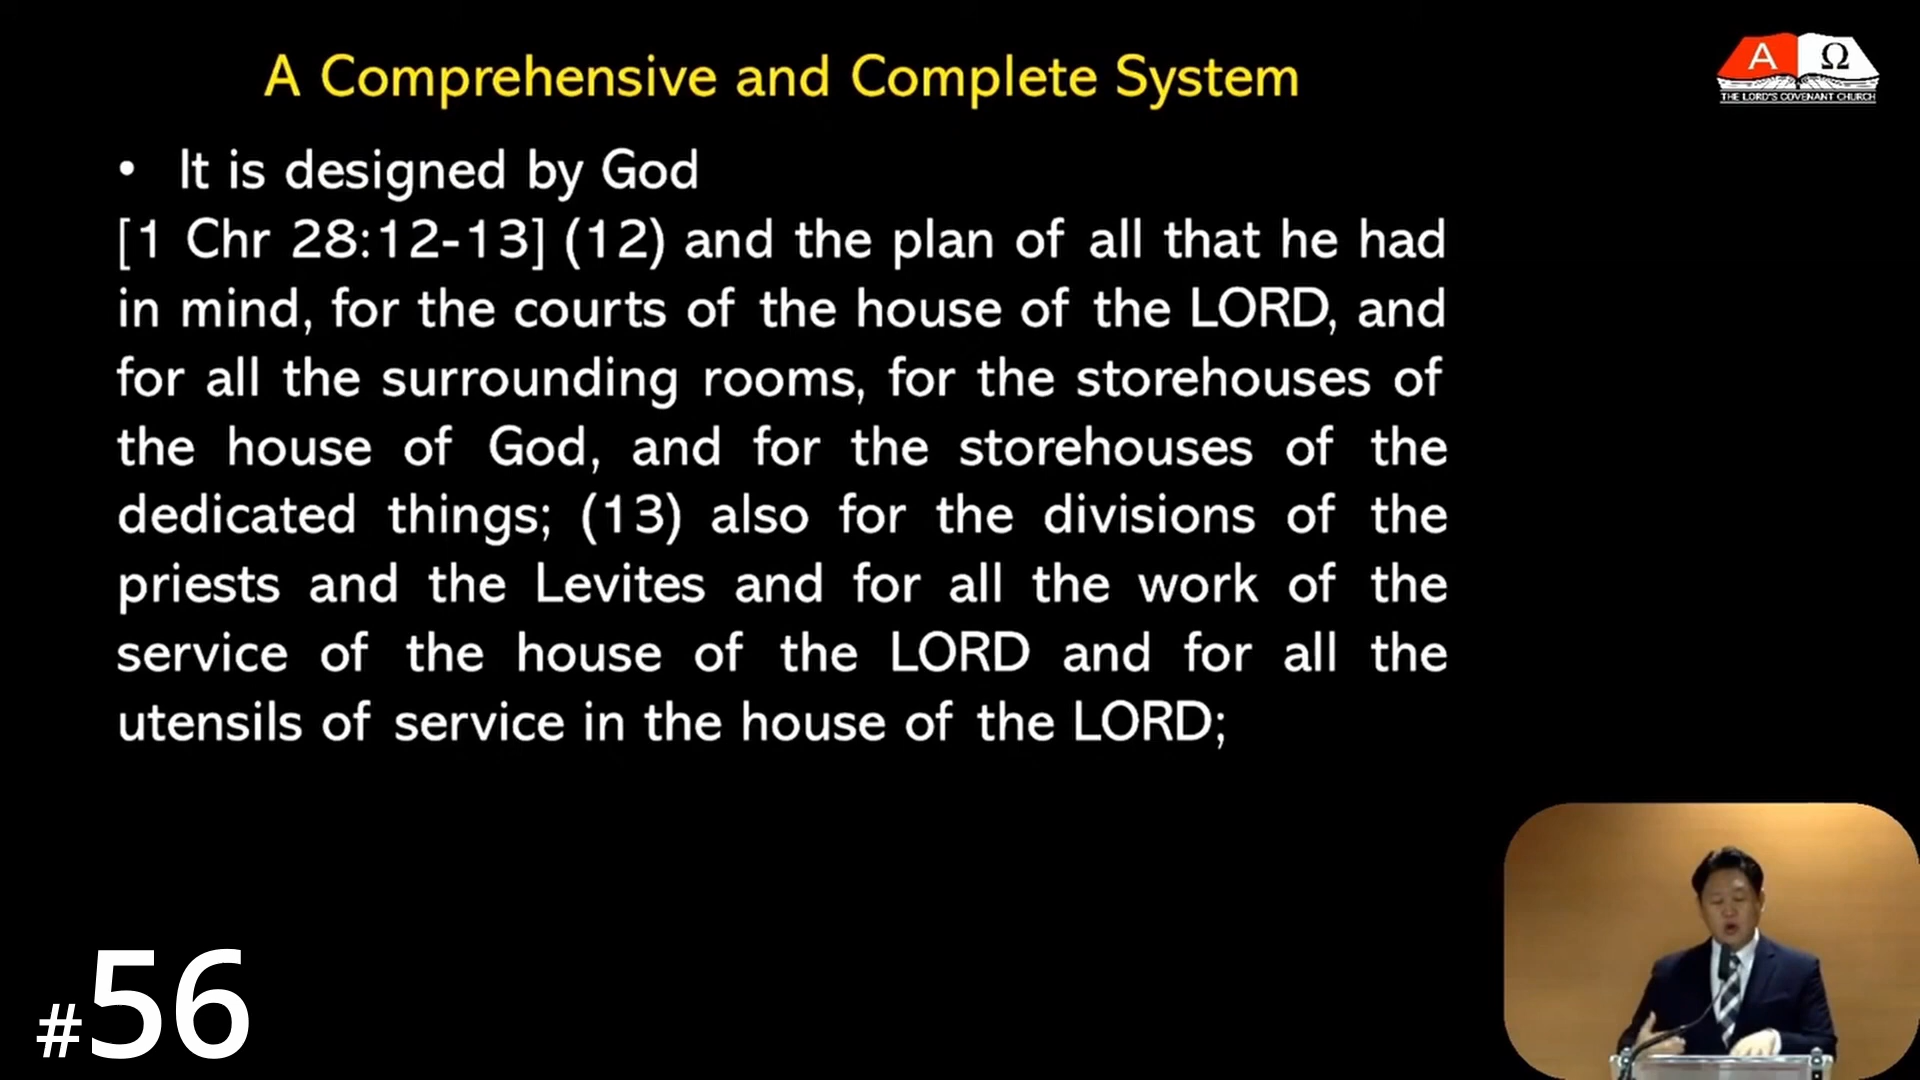 A Comprehensive and Complete System
A Ω
THE LORD'S COVENANT CHURCH
• It is designed by God
[1 Chr 28:12-13] (12) and the plan of all that he had
in mind, for the courts of the house of the LORD, and
for all the surrounding rooms, for the storehouses of
the house of God, and for the storehouses of the
dedicated things; (13) also for the divisions of the
priests and the Levites and for all the work of the
service of the house of the LORD and for all the
utensils of service in the house of the LORD;
#56